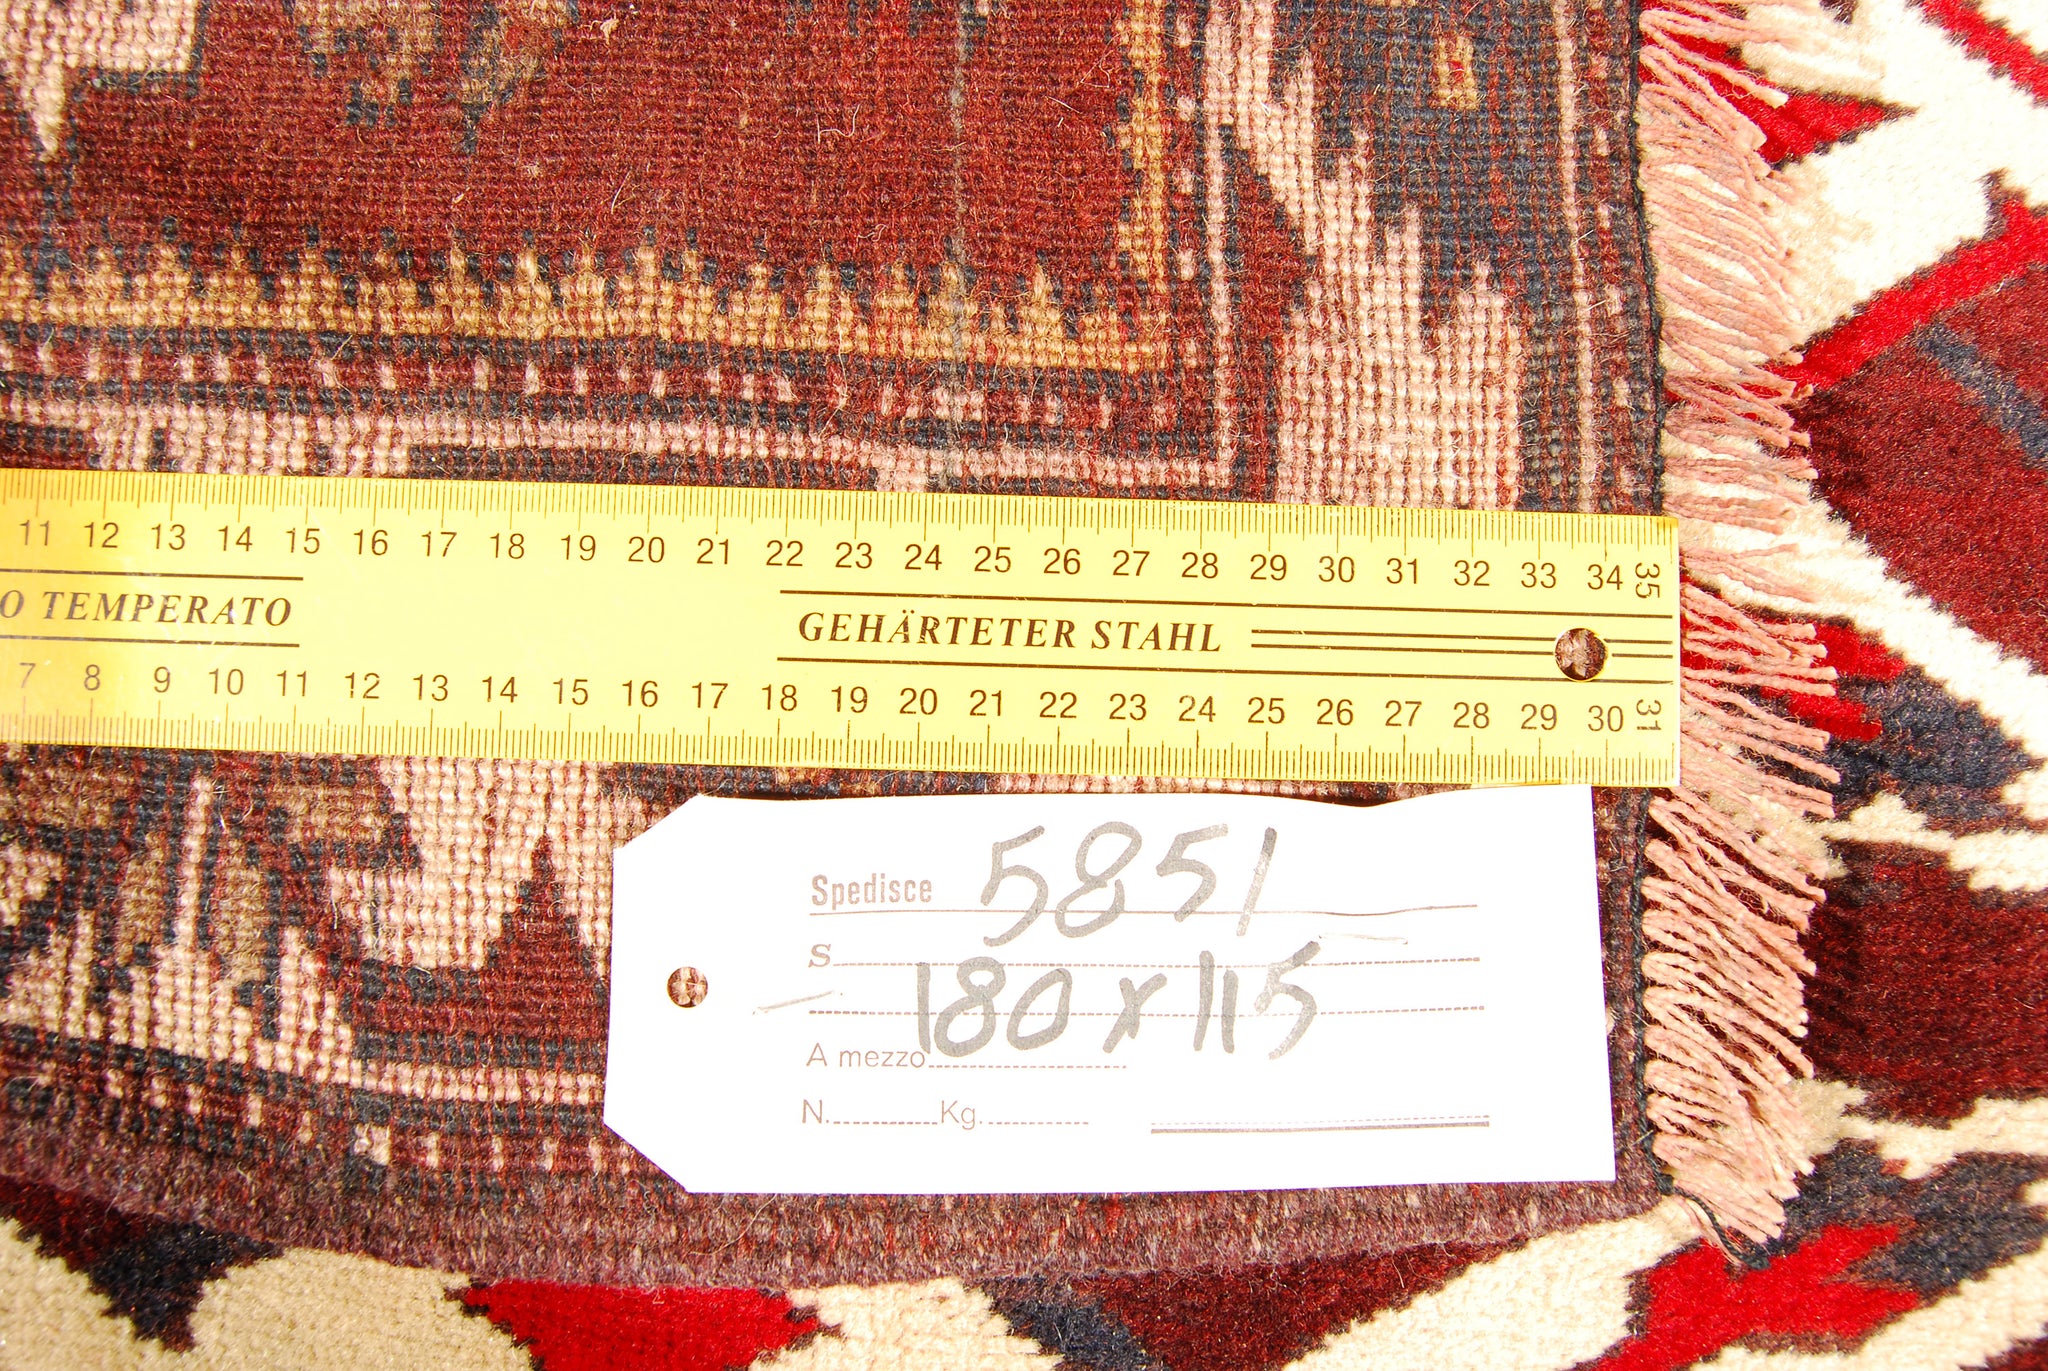 11 12 13 14 15 16 17 18 19 20 21 22 23 24 25 26 27 28 29 30 31 32 33 34 35
O TEMPERATO
GEHÄRTETER STAHL
7 8 9 10 11 12 13 14 15 16 17 18 19 20 21 22 23 24 25 26 27 28 29 30 31
Spedisce 5851
S
180 x 115
A mezzo
N. Kg.